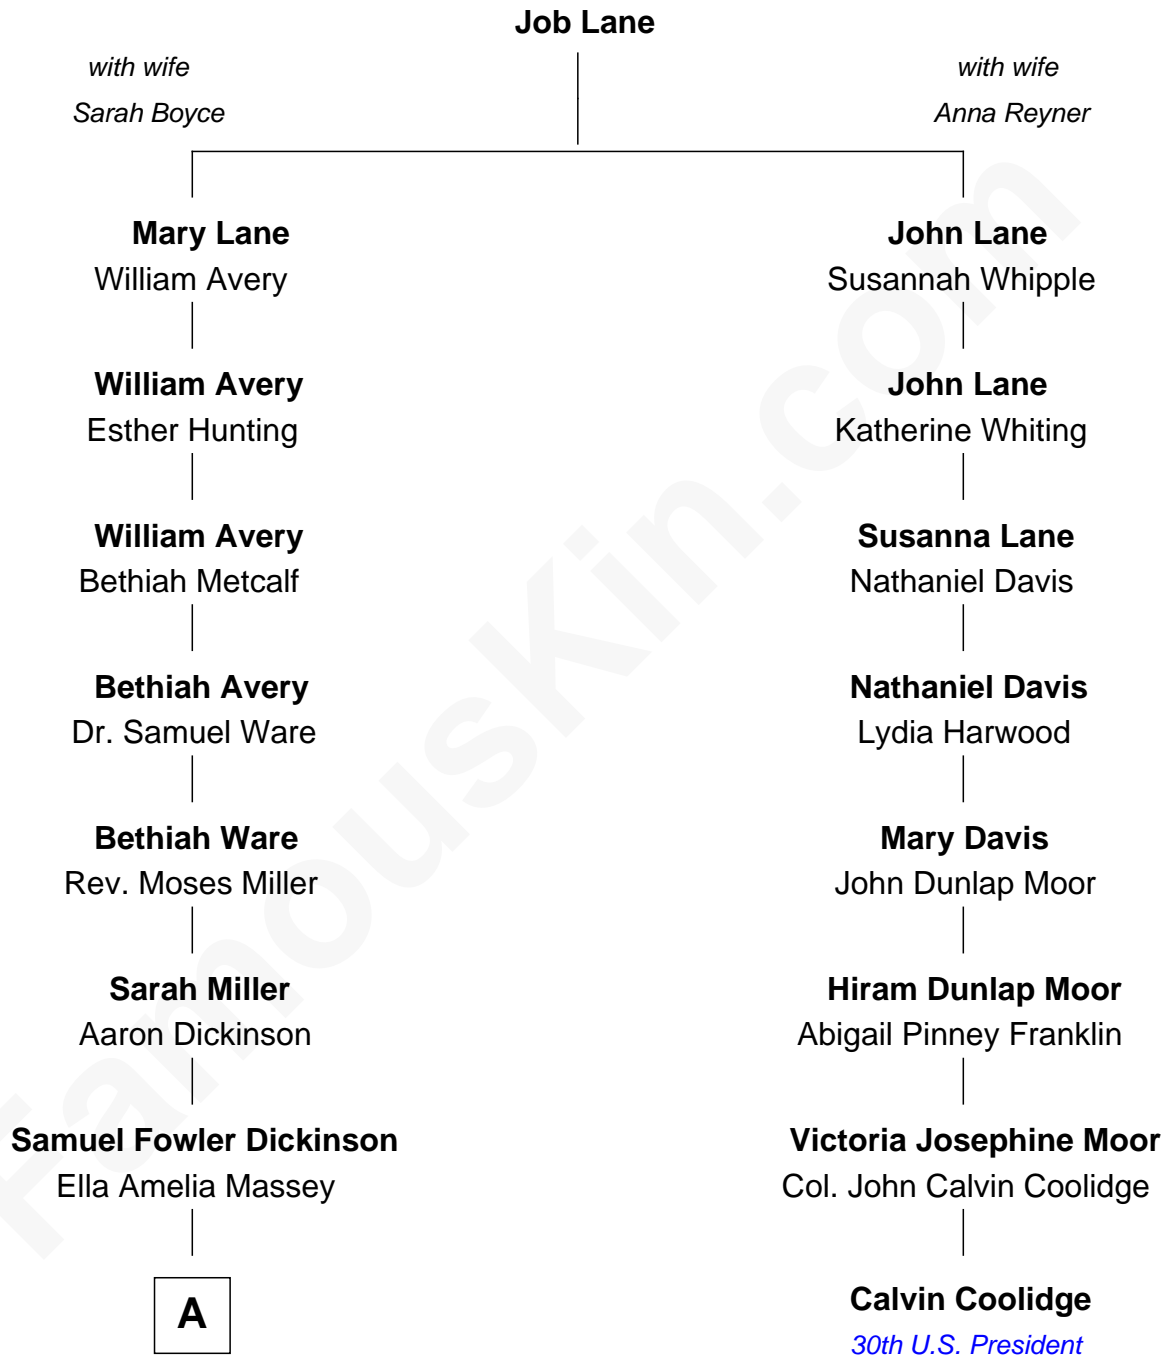 Job Lane
with wife
Sarah Boyce
with wife
Anna Reyner
Mary Lane
William Avery
John Lane
Susannah Whipple
William Avery
Esther Hunting
John Lane
Katherine Whiting
William Avery
Bethiah Metcalf
Susanna Lane
Nathaniel Davis
Bethiah Avery
Dr. Samuel Ware
Nathaniel Davis
Lydia Harwood
Bethiah Ware
Rev. Moses Miller
Mary Davis
John Dunlap Moor
Sarah Miller
Aaron Dickinson
Hiram Dunlap Moor
Abigail Pinney Franklin
Samuel Fowler Dickinson
Ella Amelia Massey
Victoria Josephine Moor
Col. John Calvin Coolidge
A
Calvin Coolidge
30th U.S. President
FamousKin.com